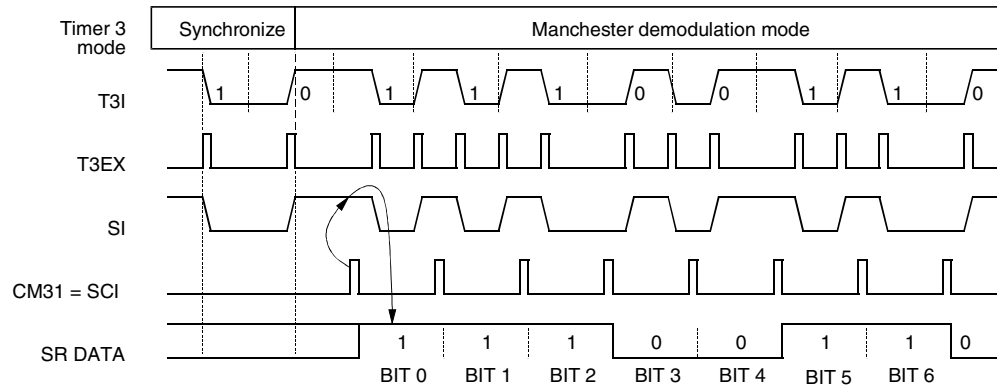 Timer 3
mode
Synchronize
Manchester demodulation mode
T3I
1 0 1 1 1 0 0 1 1 0
T3EX
SI
CM31 = SCI
SR DATA
1 1 1 0 0 1 1 0
BIT 0 BIT 1 BIT 2 BIT 3 BIT 4 BIT 5 BIT 6